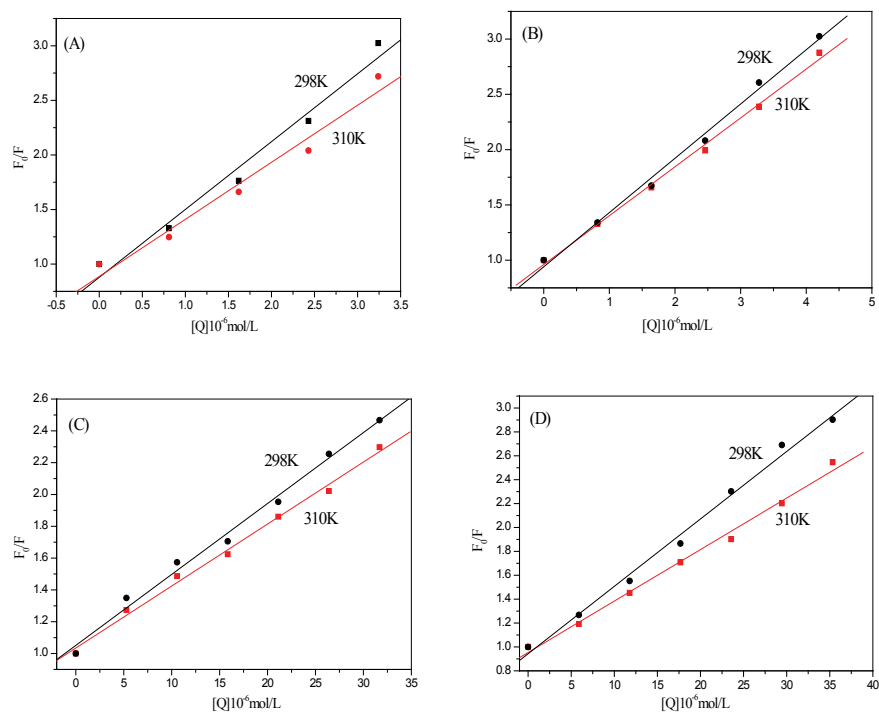 (A)
3.0
2.5
2.0
1.5
1.0
F₀/F
298K
310K
-0.5 0.0 0.5 1.0 1.5 2.0 2.5 3.0 3.5
[Q]10⁻⁶mol/L
(B)
3.0
2.5
2.0
1.5
1.0
F₀/F
298K
310K
0 1 2 3 4 5
[Q]10⁻⁶mol/L
(C)
2.6
2.4
2.2
2.0
1.8
1.6
1.4
1.2
1.0
F₀/F
298K
310K
0 5 10 15 20 25 30 35
[Q]10⁻⁶mol/L
(D)
3.0
2.8
2.6
2.4
2.2
2.0
1.8
1.6
1.4
1.2
1.0
0.8
F₀/F
298K
310K
0 5 10 15 20 25 30 35 40
[Q]10⁻⁶mol/L